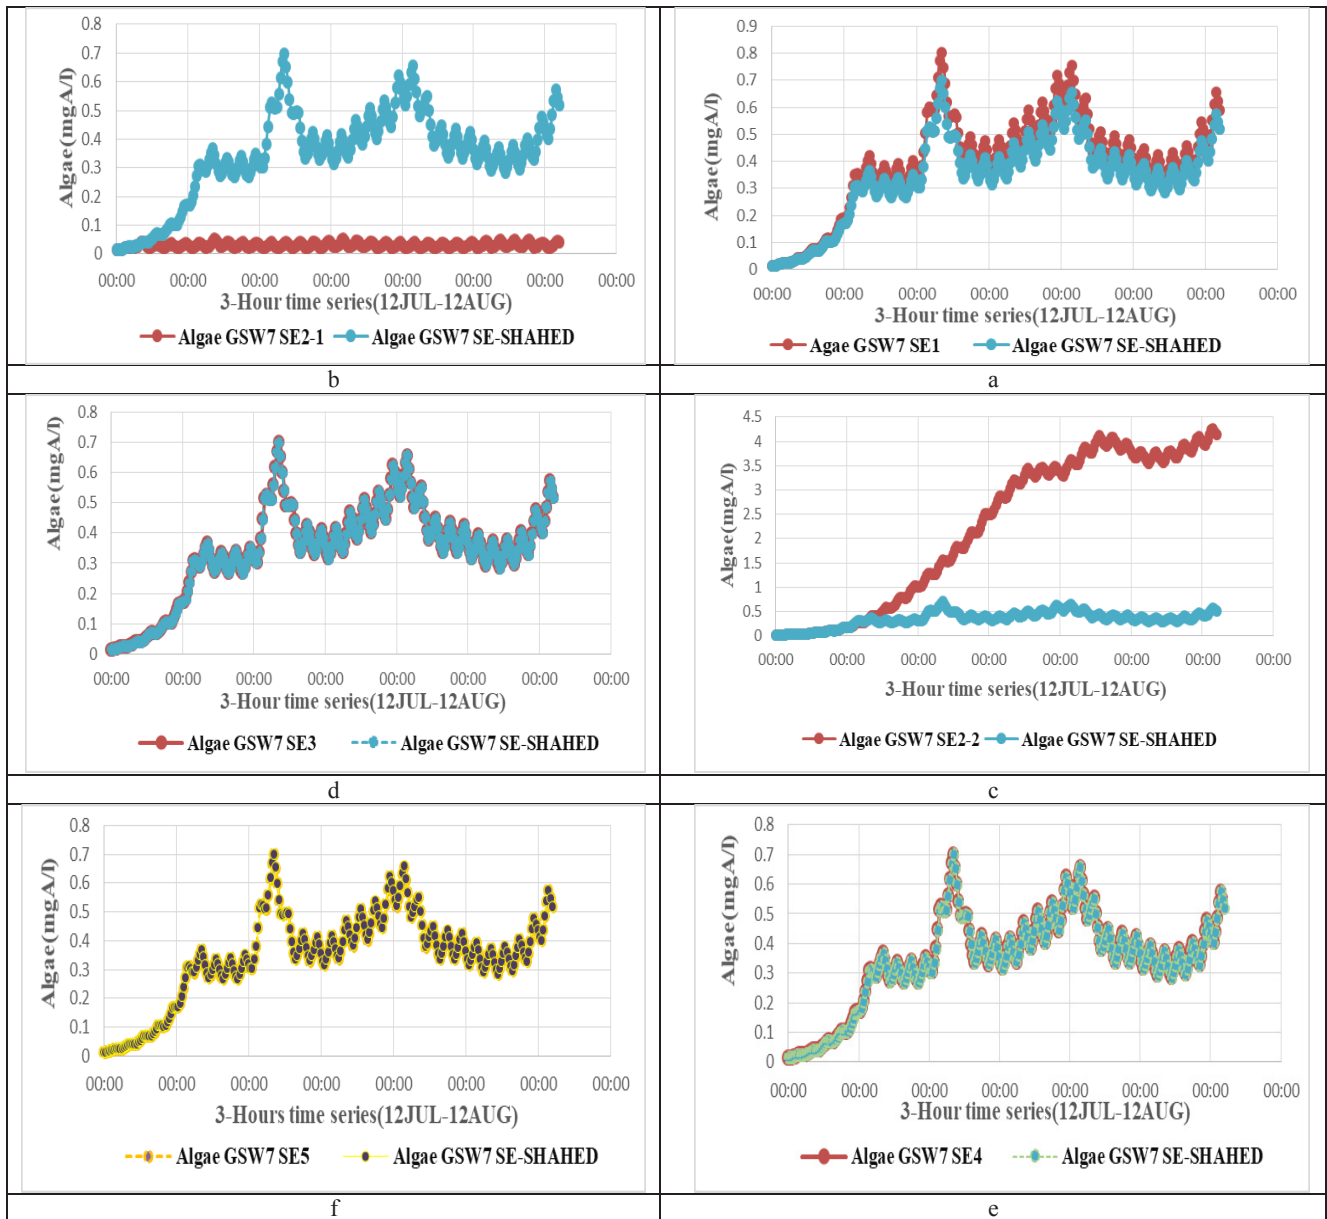 0.8
0.7
0.6
0.5
0.4
0.3
0.2
0.1
0
Algae(mgA/l)
00:00 00:00 00:00 00:00 00:00 00:00 00:00 00:00
3-Hour time series(12JUL-12AUG)
Algae GSW7 SE2-1 Algae GSW7 SE-SHAHED
b
0.9
0.8
0.7
0.6
0.5
0.4
0.3
0.2
0.1
0
Algae(mgA/l)
00:00 00:00 00:00 00:00 00:00 00:00 00:00 00:00
3-Hour time series(12JUL-12AUG)
Agae GSW7 SE1 Algae GSW7 SE-SHAHED
a
0.8
0.7
0.6
0.5
0.4
0.3
0.2
0.1
0
Algae(mgA/l)
00:00 00:00 00:00 00:00 00:00 00:00 00:00 00:00
3-Hour time series(12JUL-12AUG)
Algae GSW7 SE3 Algae GSW7 SE-SHAHED
d
4.5
4
3.5
3
2.5
2
1.5
1
0.5
0
Algae(mgA/l)
00:00 00:00 00:00 00:00 00:00 00:00 00:00 00:00
3-Hour time series(12JUL-12AUG)
Algae GSW7 SE2-2 Algae GSW7 SE-SHAHED
c
0.8
0.7
0.6
0.5
0.4
0.3
0.2
0.1
0
Algae(mgA/l)
00:00 00:00 00:00 00:00 00:00 00:00 00:00 00:00
3-Hours time series(12JUL-12AUG)
Algae GSW7 SE5 Algae GSW7 SE-SHAHED
f
0.8
0.7
0.6
0.5
0.4
0.3
0.2
0.1
0
Algae(mgA/l)
00:00 00:00 00:00 00:00 00:00 00:00 00:00 00:00
3-Hour time series(12JUL-12AUG)
Algae GSW7 SE4 Algae GSW7 SE-SHAHED
e